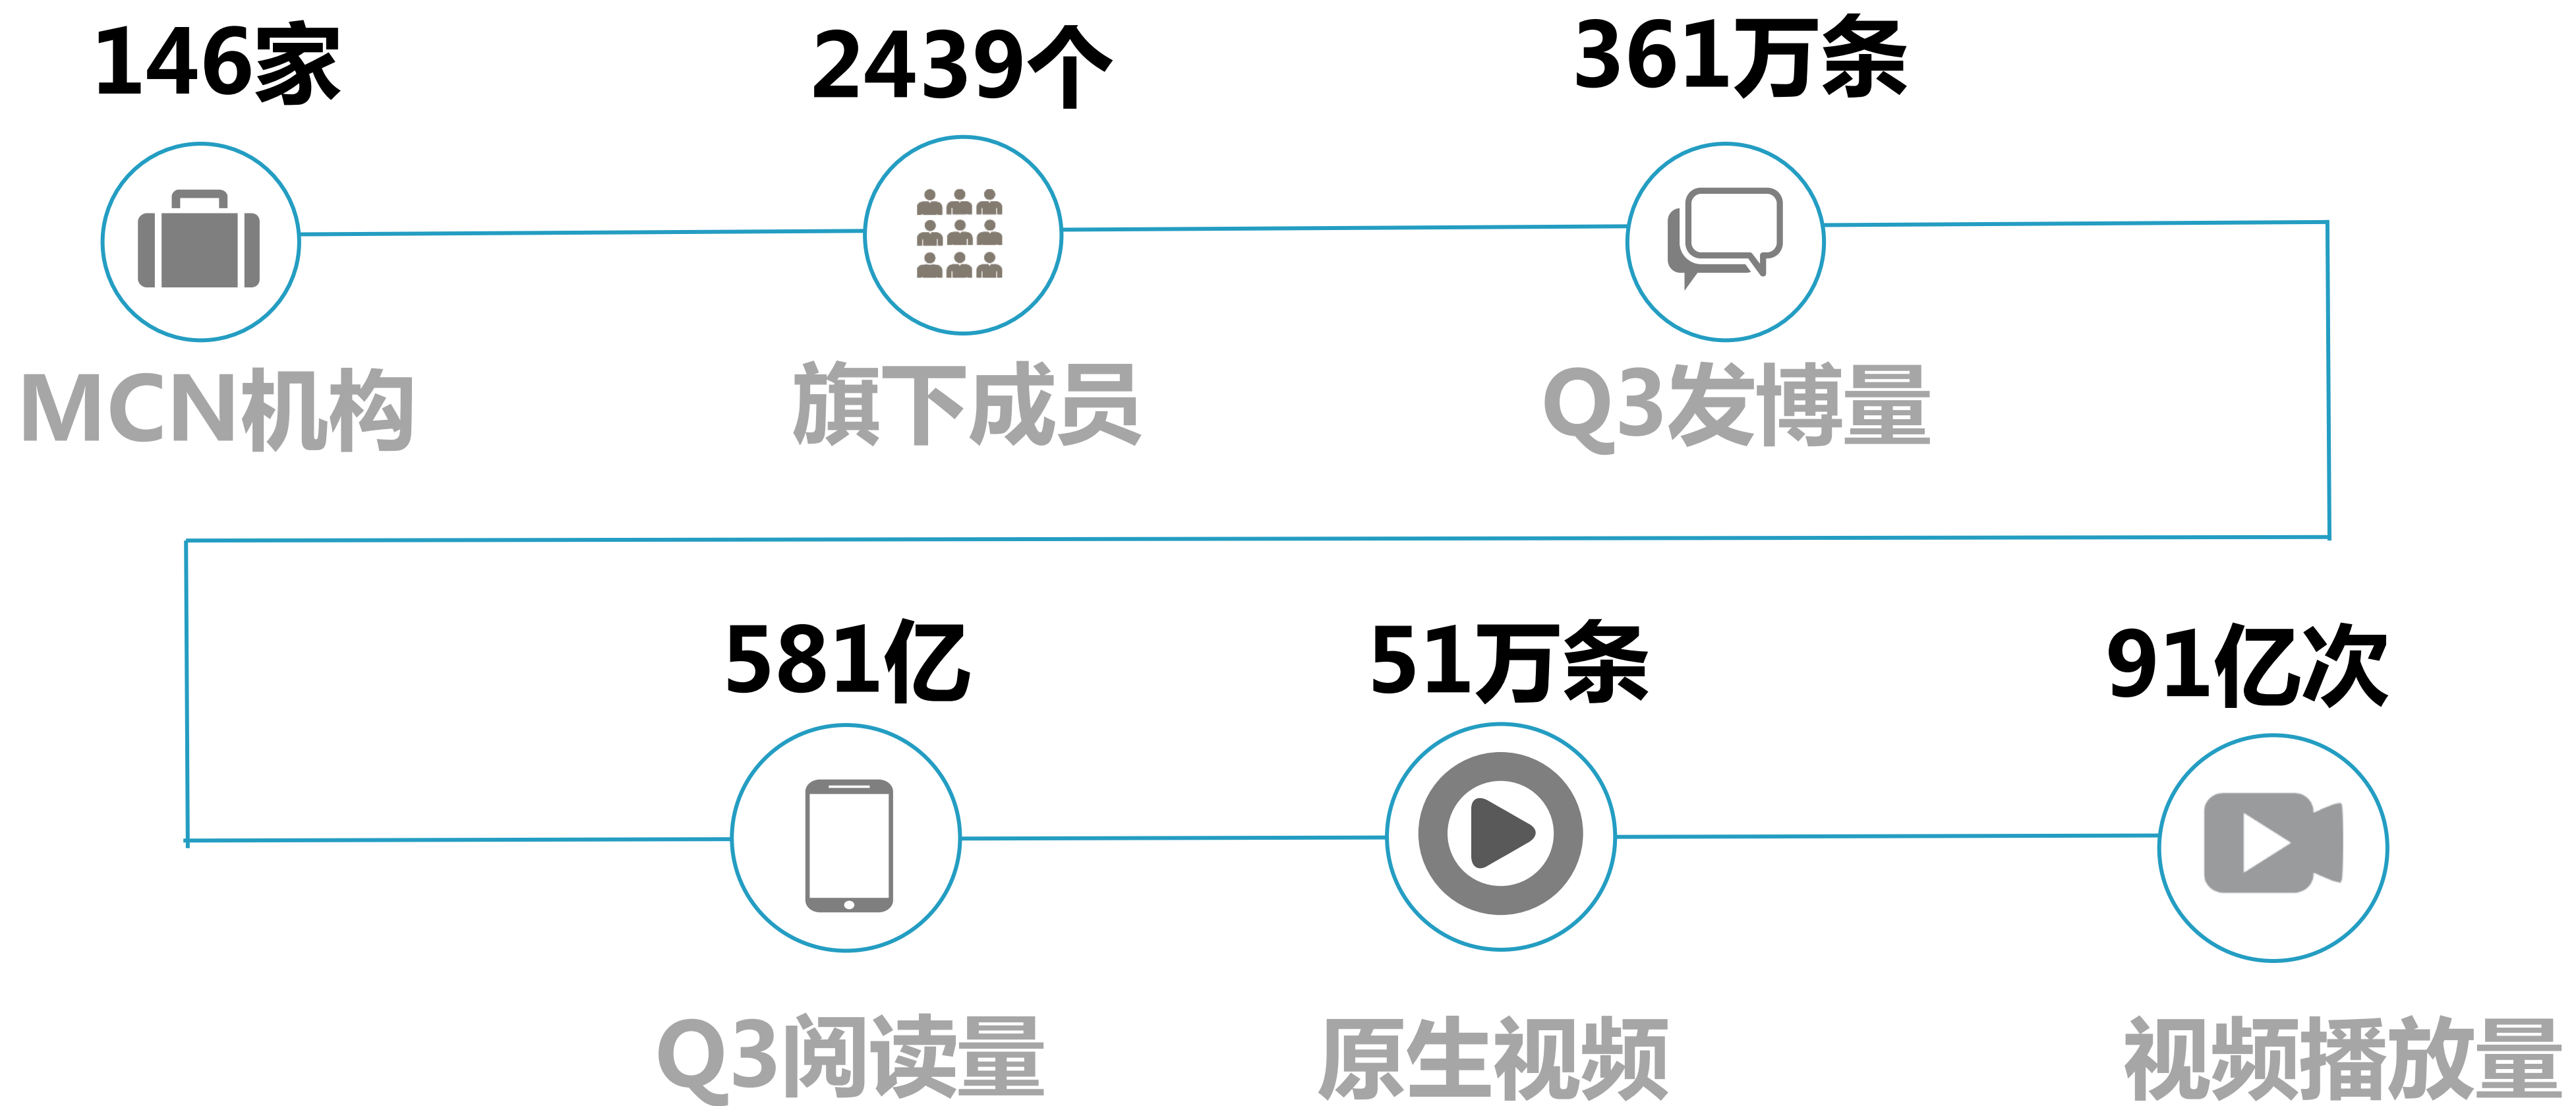 146家
2439个
361万条
MCN机构
旗下成员
Q3发博量
581亿
51万条
91亿次
Q3阅读量
原生视频
视频播放量